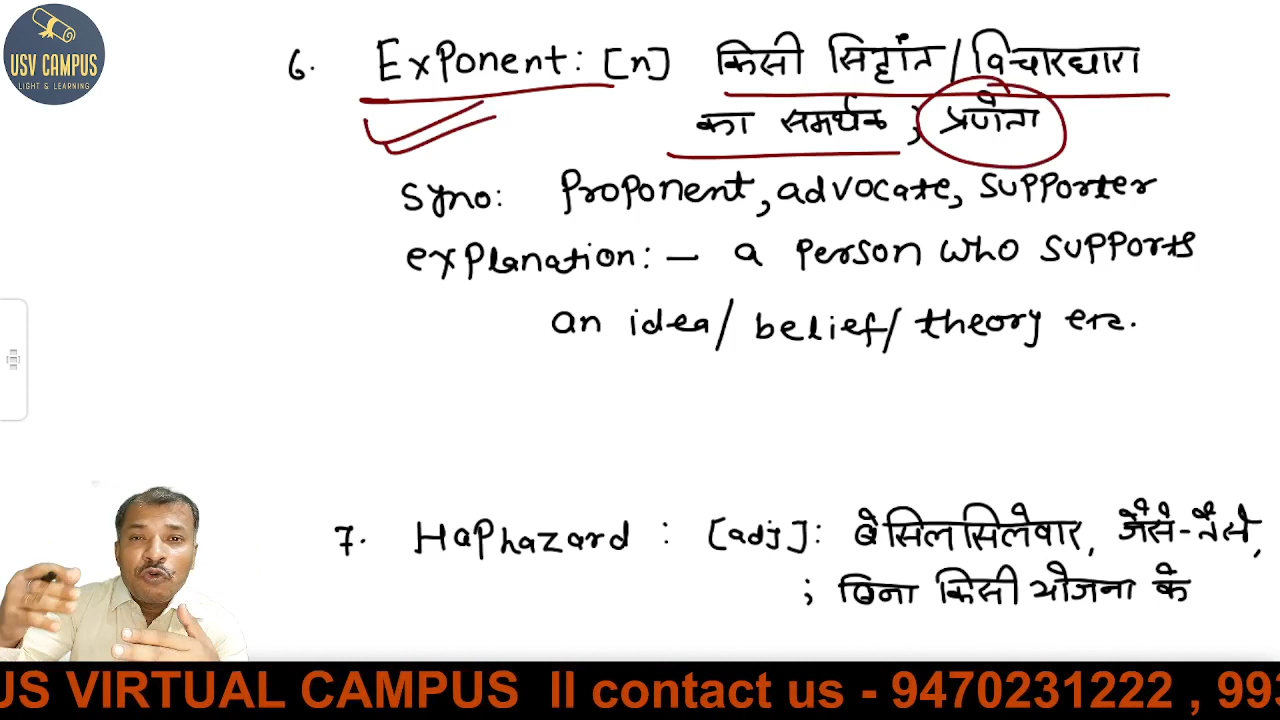 USV CAMPUS
LIGHT & LEARNING
6. Exponent: [n] किसी सिद्दांत / विचारधारा
का समर्थक ; प्रणेता
Syno: Proponent, advocate, supporter
explanation: - a person who supports
an idea / belief / theory etc.
7. Haphazard : [adj]: बेसिलसिलेवार, जैसे-तैसे,
; बिना किसी योजना के
US VIRTUAL CAMPUS II contact us - 9470231222 , 993